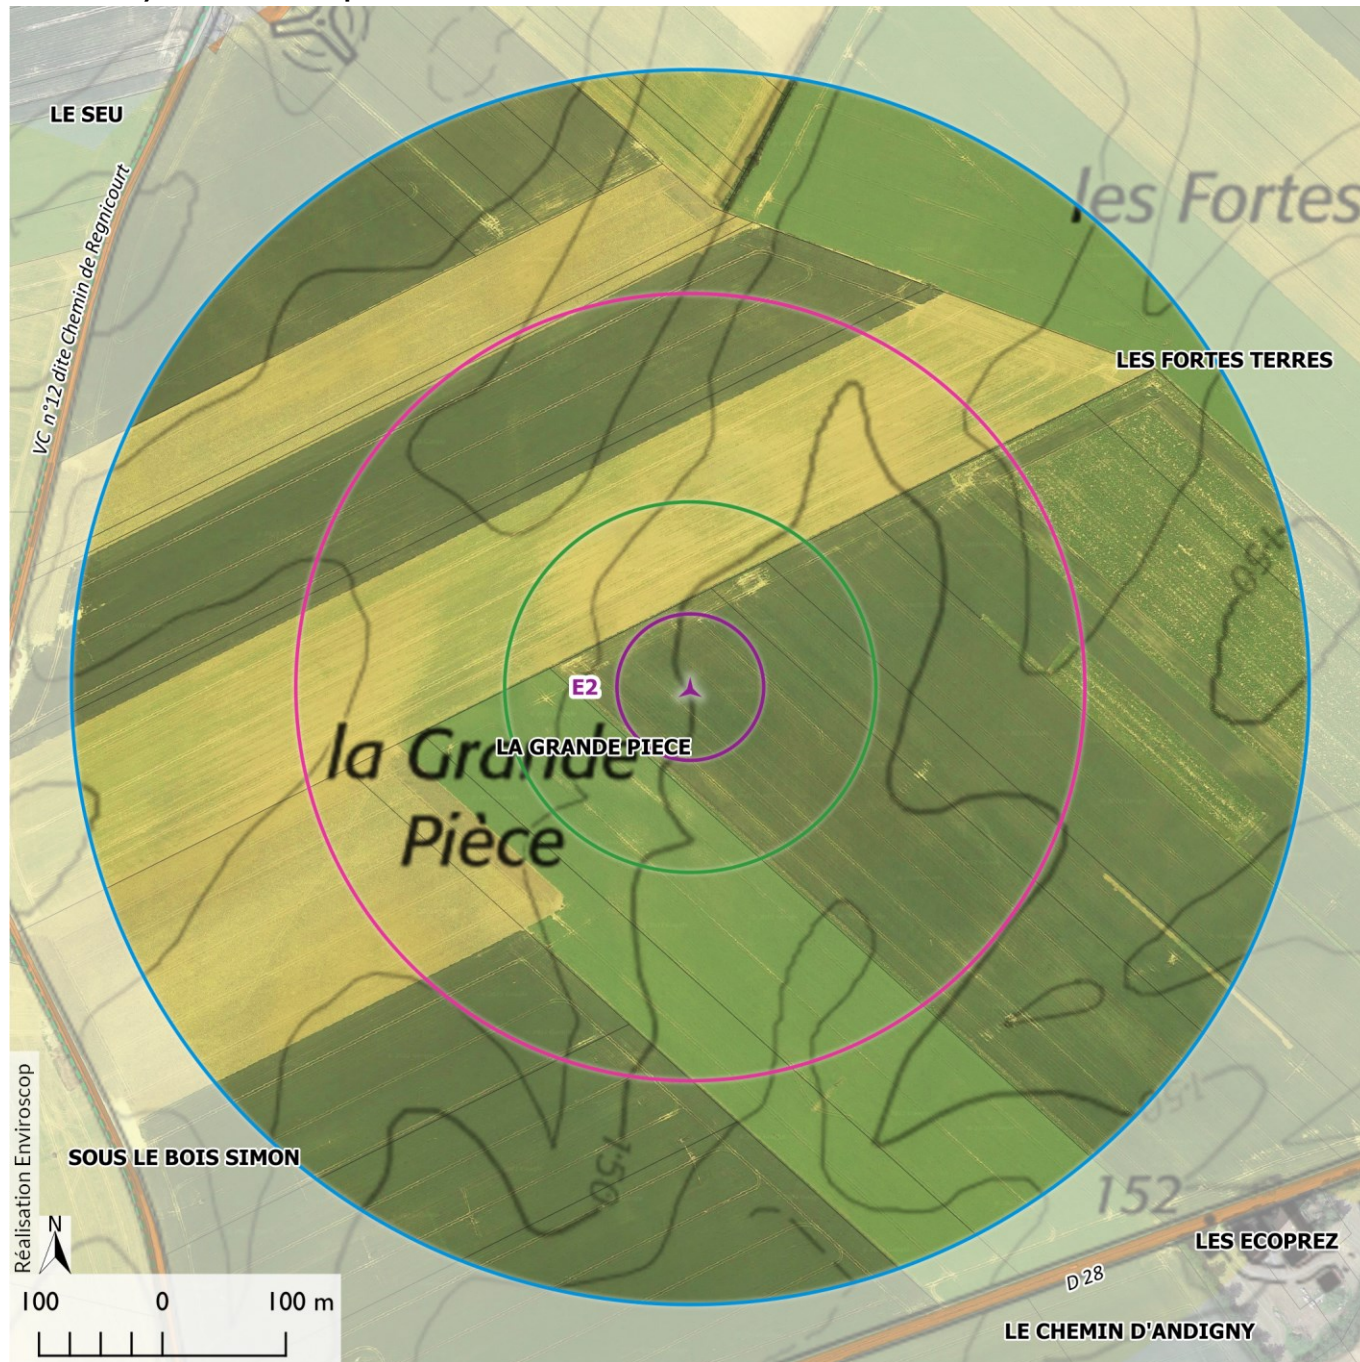 LE SEU
VC n°12 dite Chemin de Regnicourt
les Fortes
LES FORTES TERRES
150
E2
la Grande
LA GRANDE PIECE
Pièce
150
150
SOUS LE BOIS SIMON
152
LES ECOPREZ
D 28
LE CHEMIN D'ANDIGNY
Réalisation Enviroscop
N
100 0 100 m